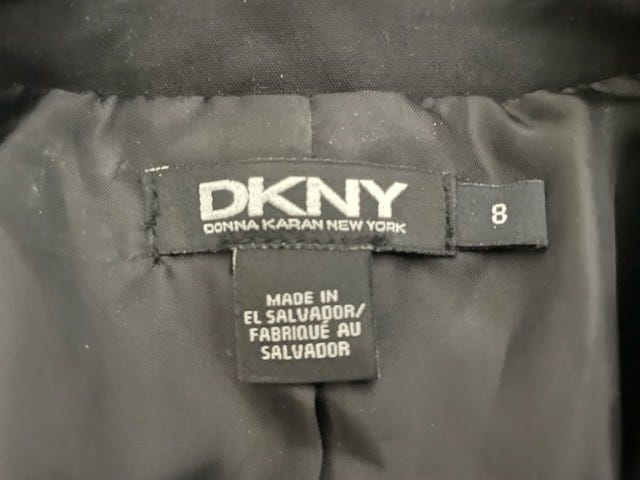 DKNY
DONNA KARAN NEW YORK
8
MADE IN
EL SALVADOR/
FABRIQUÉ AU
SALVADOR